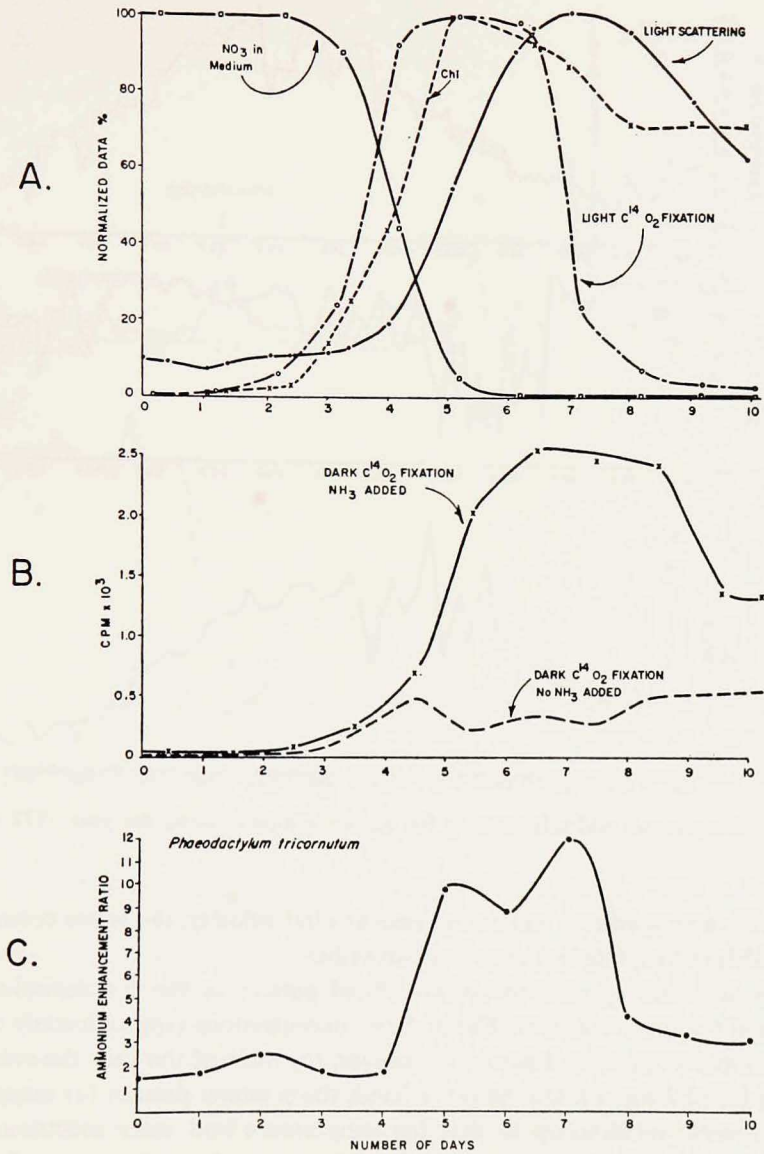 A.
NORMALIZED DATA %
100
80
60
40
20
0
NO3 in
Medium
Chl
LIGHT SCATTERING
LIGHT C14 O2 FIXATION
0 1 2 3 4 5 6 7 8 9 10
B.
CPM x 10³
2.5
2.0
1.5
1.0
0.5
0
DARK C14 O2 FIXATION
NH3 ADDED
DARK C14 O2 FIXATION
No NH3 ADDED
0 1 2 3 4 5 6 7 8 9 10
C.
Phaeodactylum tricornutum
AMMONIUM ENHANCEMENT RATIO
12
11
10
9
8
7
6
5
4
3
2
1
0 1 2 3 4 5 6 7 8 9 10
NUMBER OF DAYS